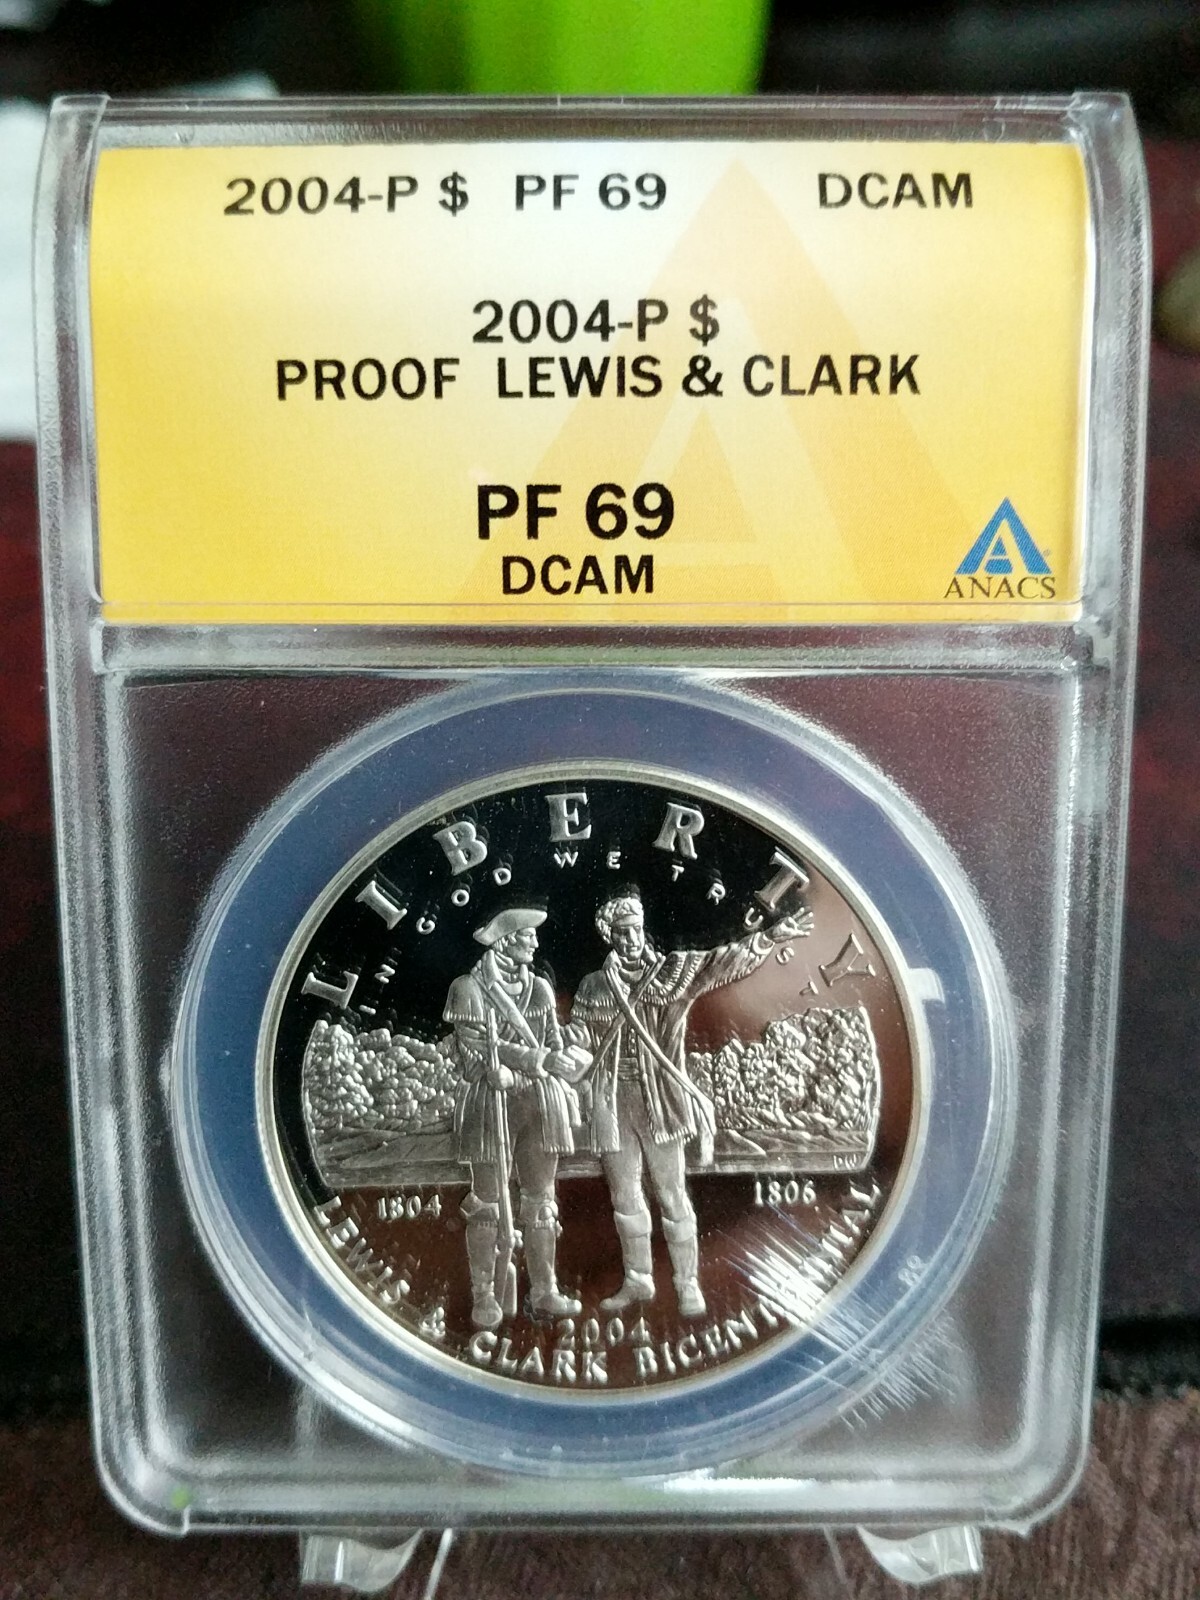 2004-P $ PF 69 DCAM
2004-P $
PROOF LEWIS & CLARK
PF 69
DCAM
ANACS
LIBERTY
IN GOD WE TRUST
1804 1806
DW
2004
LEWIS & CLARK BICENTENNIAL